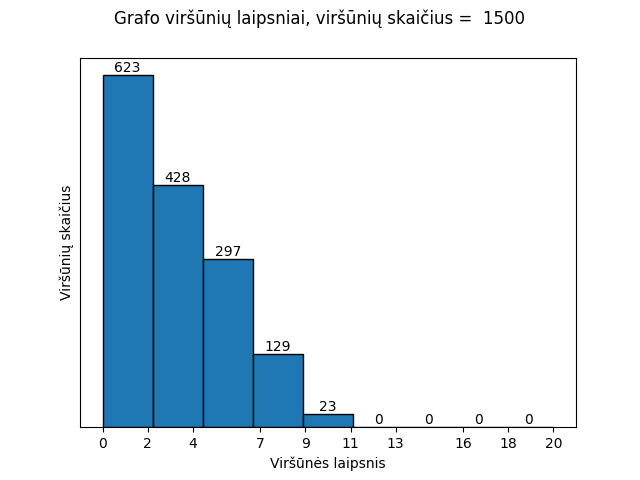 Grafo viršūnių laipsniai, viršūnių skaičius =  1500
623
428
297
129
23
0
0
0
0
Viršūnių skaičius
0 2 4 7 9 11 13 16 18 20
Viršūnės laipsnis